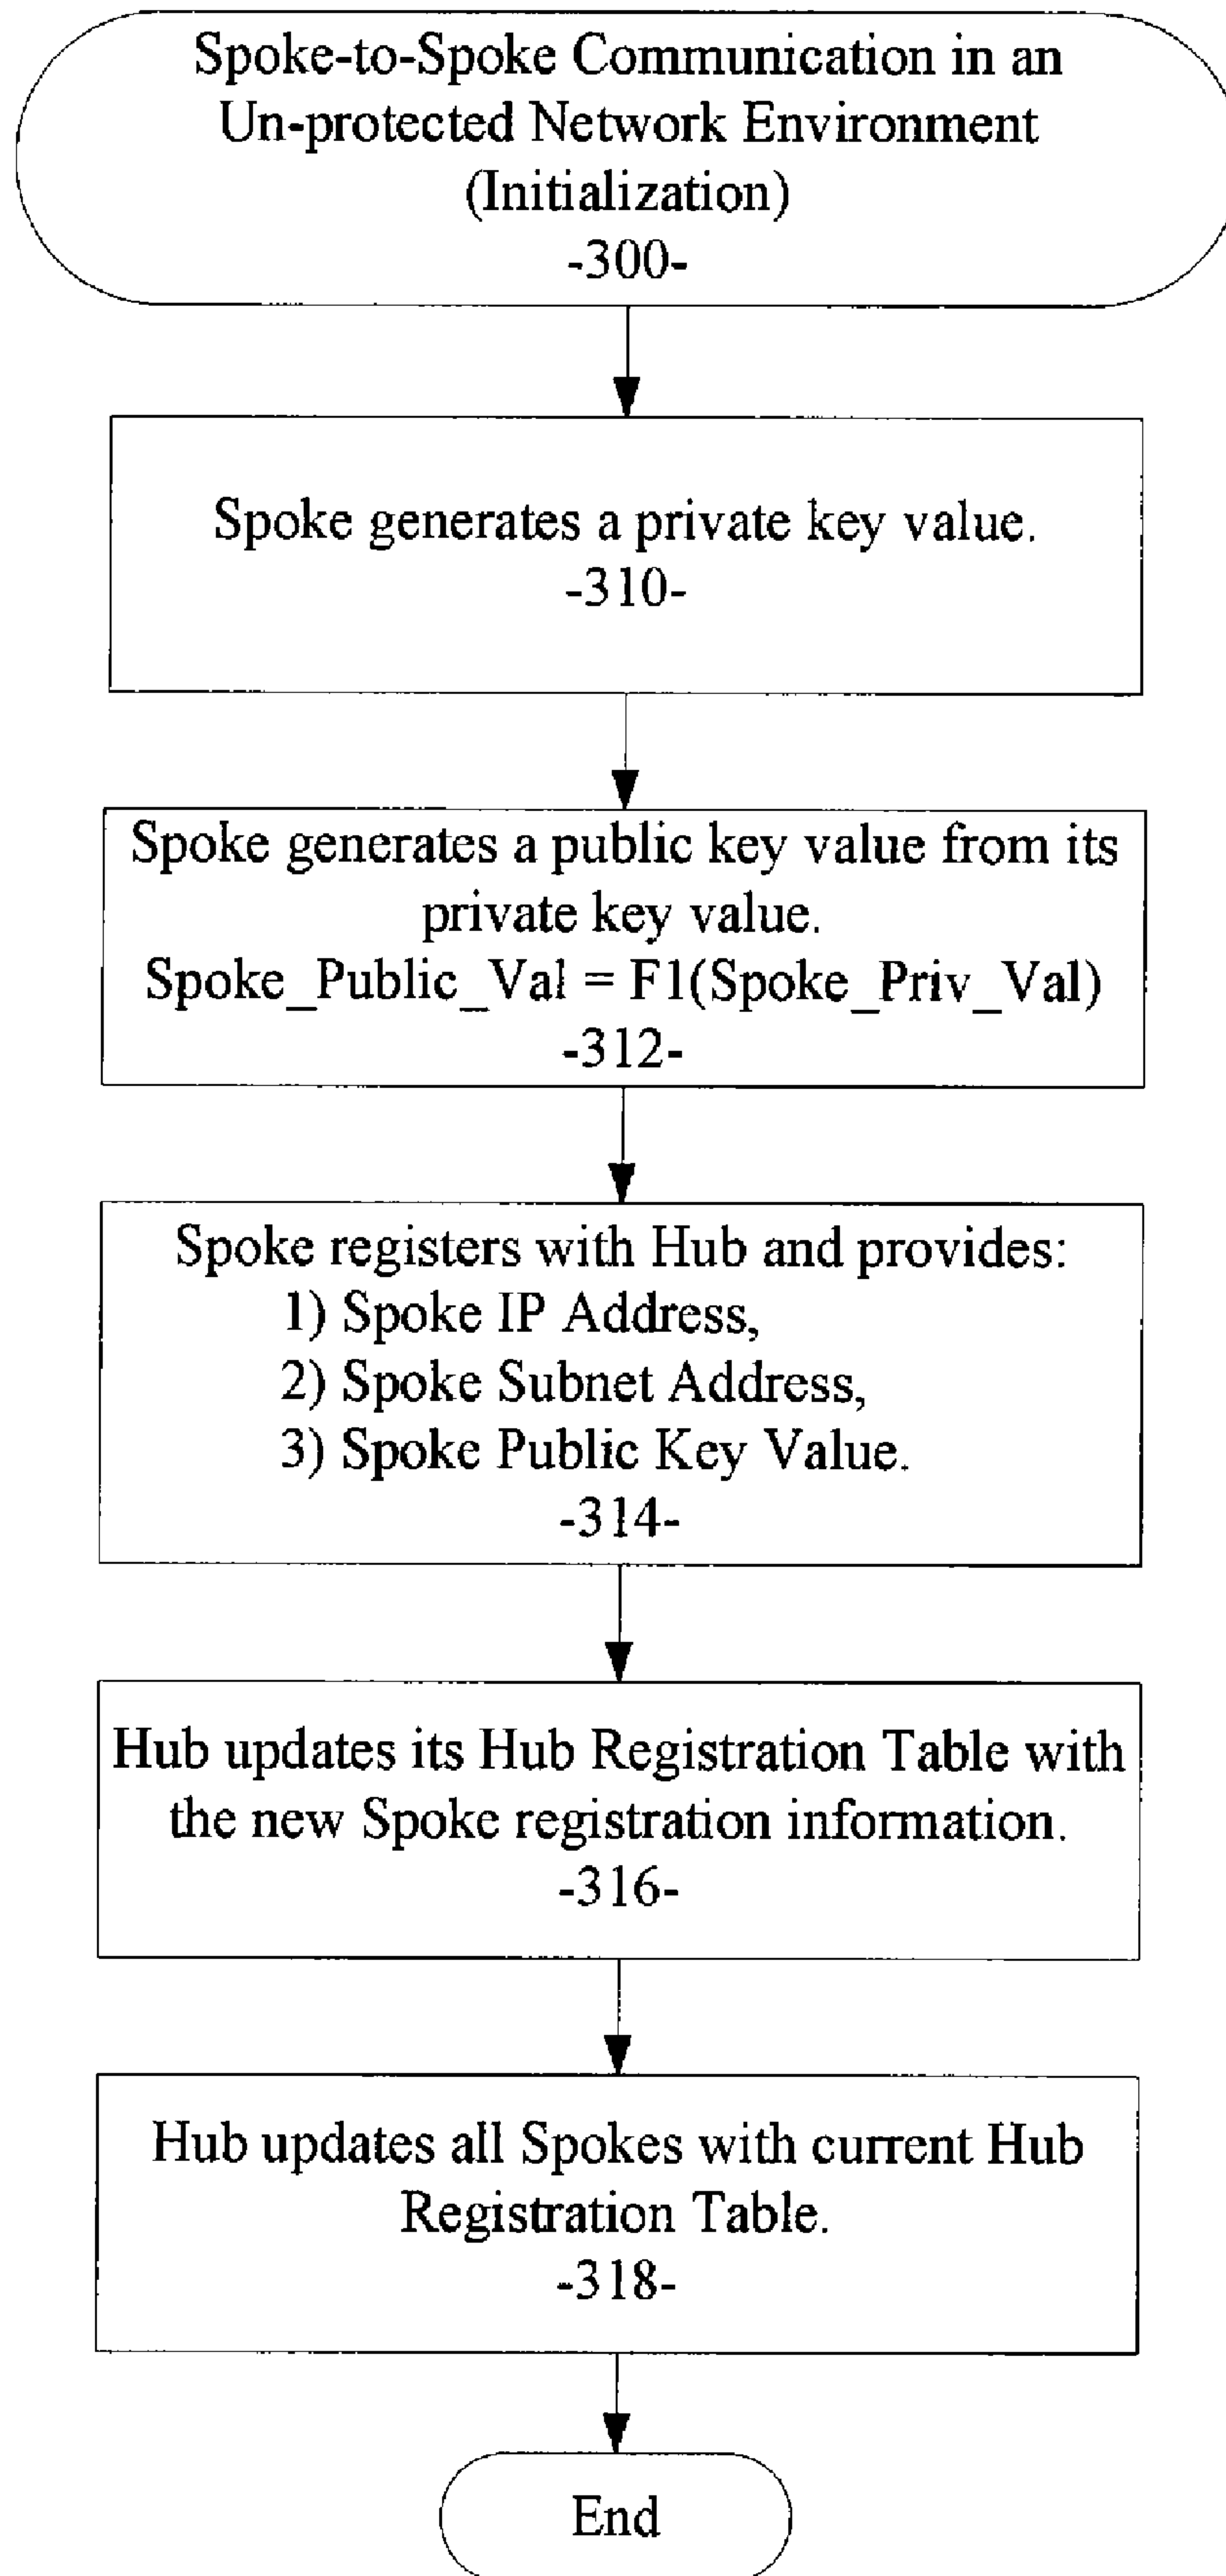 Spoke-to-Spoke Communication in an
Un-protected Network Environment
(Initialization)
-300-
Spoke generates a private key value.
-310-
Spoke generates a public key value from its
private key value.
Spoke_Public_Val = F1(Spoke_Priv_Val)
-312-
Spoke registers with Hub and provides:
1) Spoke IP Address,
2) Spoke Subnet Address,
3) Spoke Public Key Value.
-314-
Hub updates its Hub Registration Table with
the new Spoke registration information.
-316-
Hub updates all Spokes with current Hub
Registration Table.
-318-
End